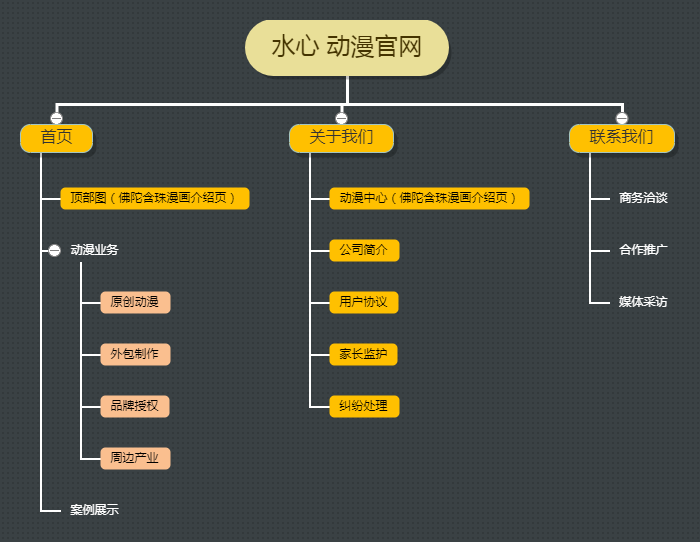 水心 动漫官网
首页
顶部图（佛陀含珠漫画介绍页）
动漫业务
原创动漫
外包制作
品牌授权
周边产业
案例展示
关于我们
动漫中心（佛陀含珠漫画介绍页）
公司简介
用户协议
家长监护
纠纷处理
联系我们
商务洽谈
合作推广
媒体采访